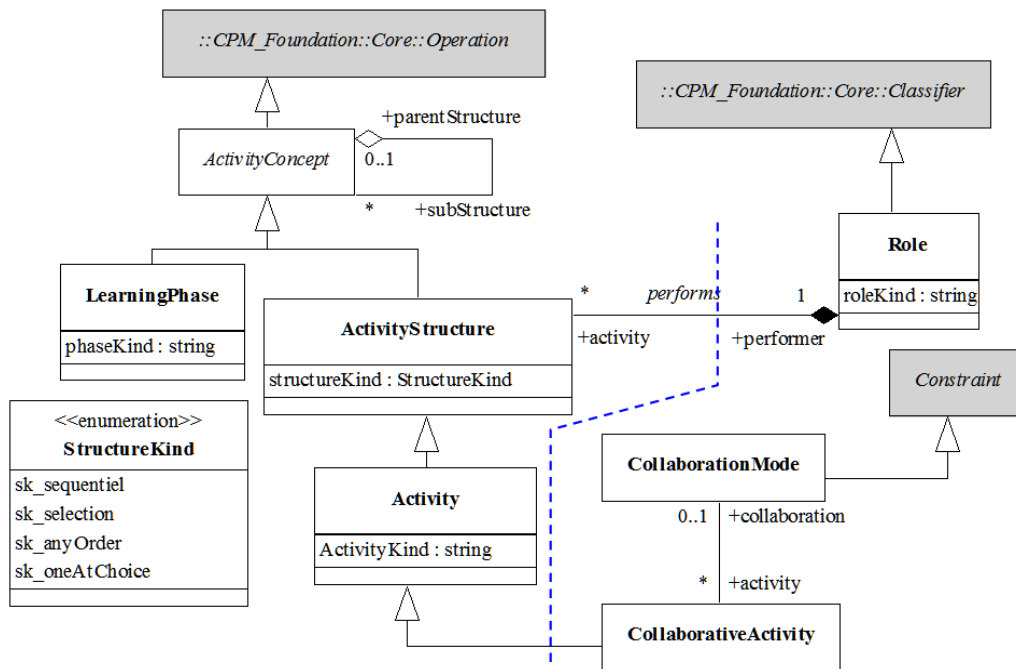 ::CPM_Foundation::Core::Operation
::CPM_Foundation::Core::Classifier
+parentStructure
ActivityConcept
0..1
*
+subStructure
Role
roleKind : string
LearningPhase
phaseKind : string
ActivityStructure
structureKind : StructureKind
*
performs
1
+activity
+performer
Constraint
<<enumeration>>
StructureKind
sk_sequentiel
sk_selection
sk_anyOrder
sk_oneAtChoice
Activity
ActivityKind : string
CollaborationMode
0..1
+collaboration
*
+activity
CollaborativeActivity